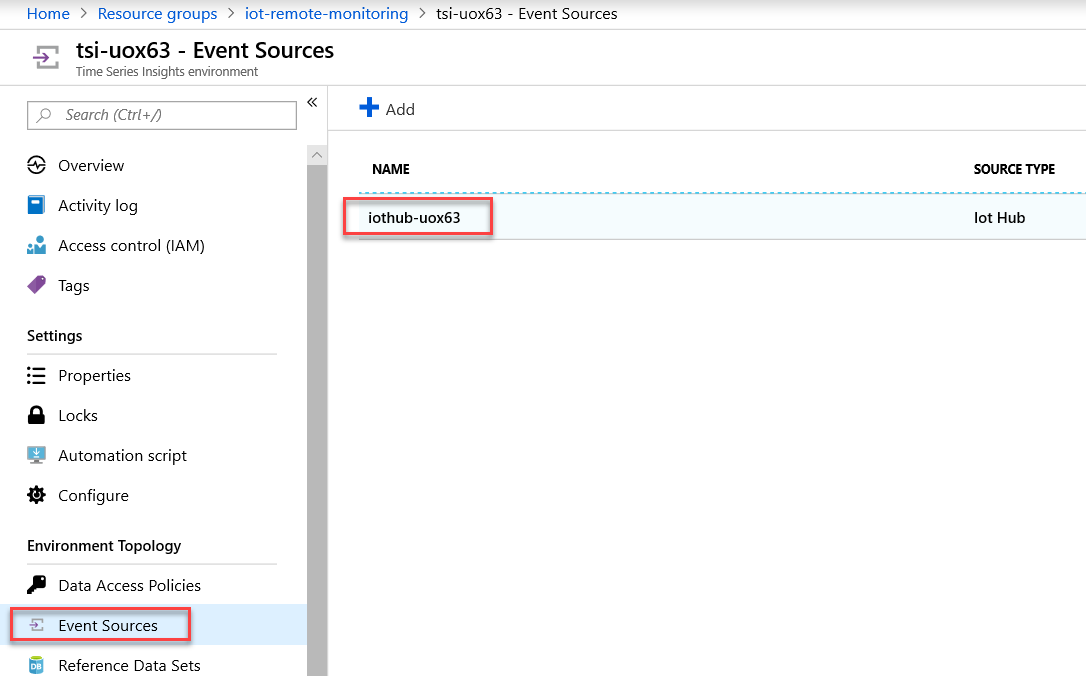 Home > Resource groups > iot-remote-monitoring > tsi-uox63 - Event Sources
tsi-uox63 - Event Sources
Time Series Insights environment
Search (Ctrl+/)
«
Overview
Activity log
Access control (IAM)
Tags
Settings
Properties
Locks
Automation script
Configure
Environment Topology
Data Access Policies
Event Sources
DB Reference Data Sets
Add
NAME SOURCE TYPE
iothub-uox63 Iot Hub